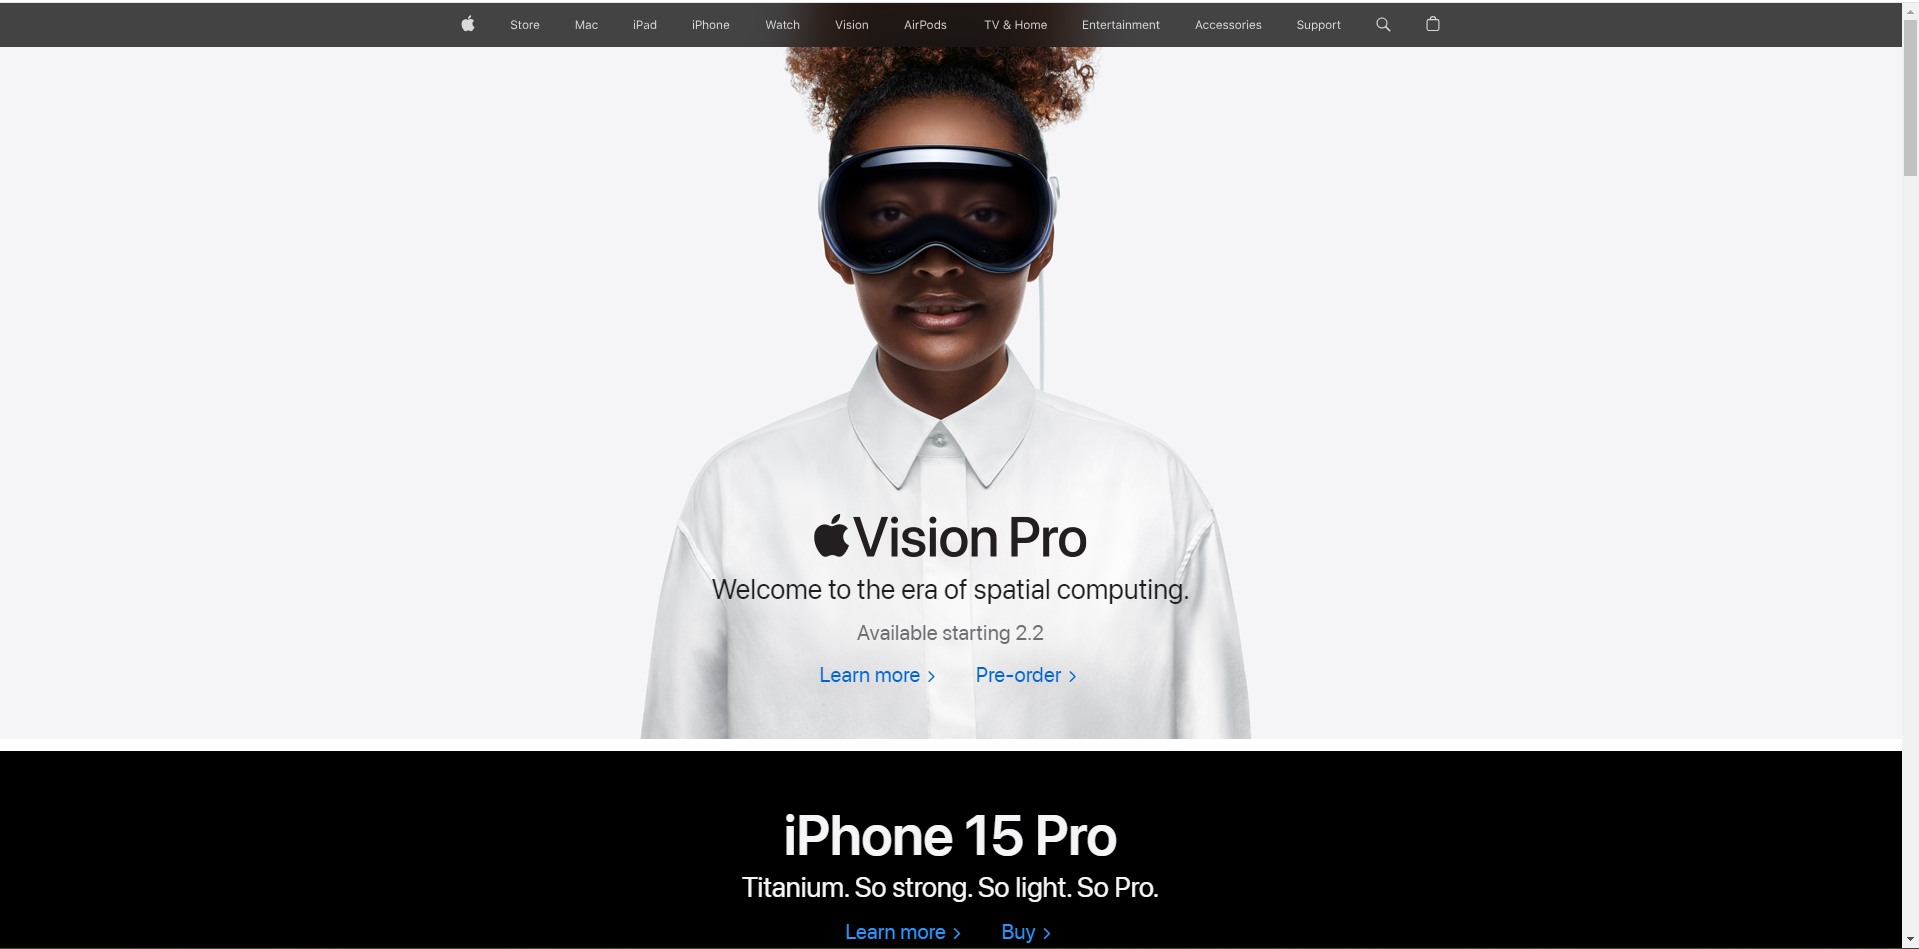 Store Mac iPad iPhone Watch Vision AirPods TV & Home Entertainment Accessories Support
Vision Pro
Welcome to the era of spatial computing.
Available starting 2.2
Learn more > Pre-order >
iPhone 15 Pro
Titanium. So strong. So light. So Pro.
Learn more > Buy >